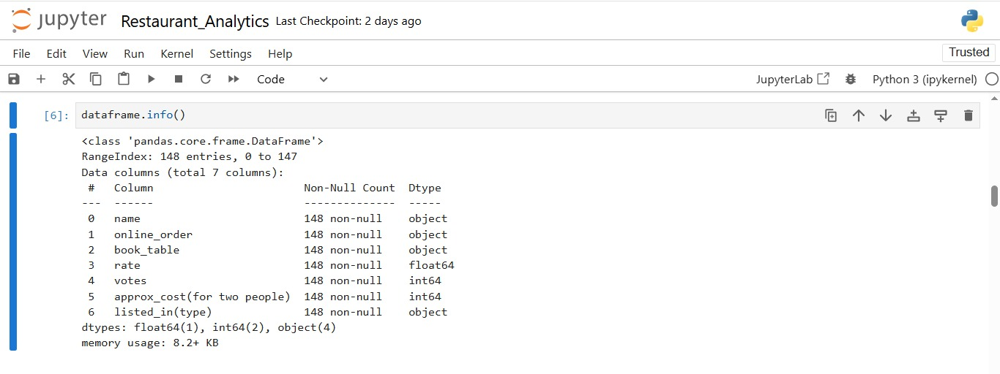 jupyter Restaurant_Analytics Last Checkpoint: 2 days ago
File Edit View Run Kernel Settings Help Trusted
Code JupyterLab Python 3 (ipykernel)
[6]: dataframe.info()
<class 'pandas.core.frame.DataFrame'>
RangeIndex: 148 entries, 0 to 147
Data columns (total 7 columns):
 #   Column                       Non-Null Count  Dtype
---  ------                       --------------  -----
 0   name                         148 non-null    object
 1   online_order                 148 non-null    object
 2   book_table                   148 non-null    object
 3   rate                         148 non-null    float64
 4   votes                        148 non-null    int64
 5   approx_cost(for two people)  148 non-null    int64
 6   listed_in(type)              148 non-null    object
dtypes: float64(1), int64(2), object(4)
memory usage: 8.2+ KB